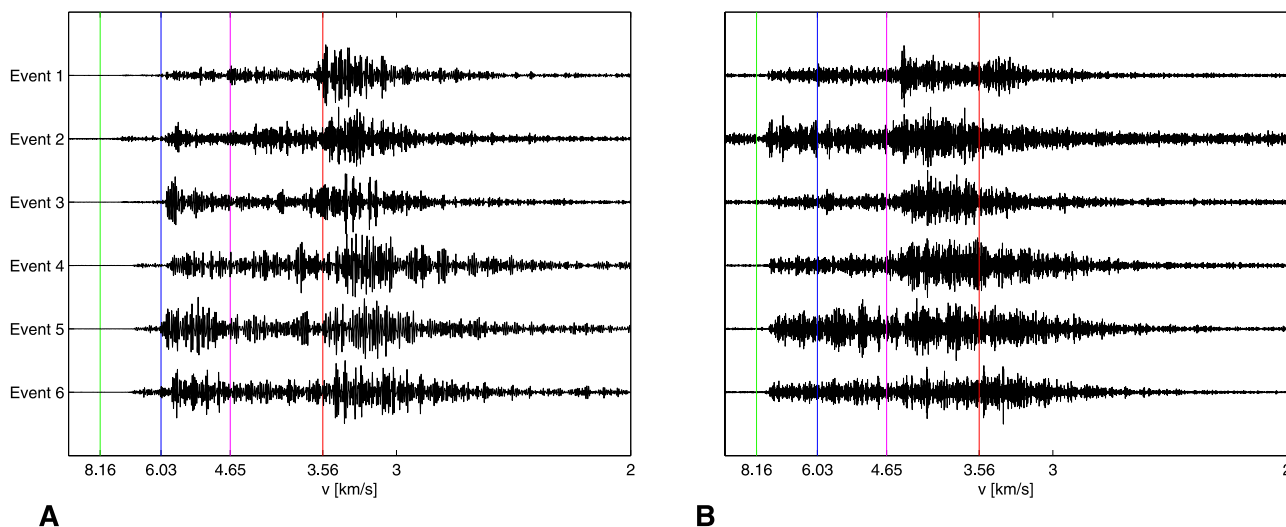 Event 1
Event 2
Event 3
Event 4
Event 5
Event 6
8.16 6.03 4.65 3.56 3 2
v [km/s]
A
8.16 6.03 4.65 3.56 3 2
v [km/s]
B